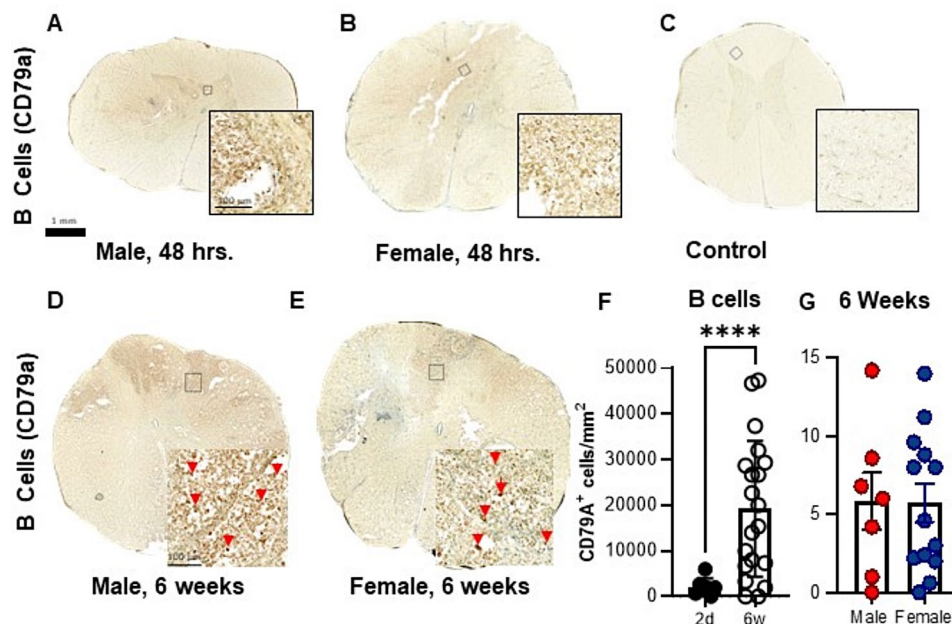 A
B
C
B Cells (CD79a)
100 µm
1 mm
Male, 48 hrs.
Female, 48 hrs.
Control
D
E
F
B cells
G
6 Weeks
B Cells (CD79a)
****
CD79A+ cells/mm2
50000
40000
30000
20000
10000
0
2d
6w
15
10
5
0
Male
Female
100 µm
Male, 6 weeks
Female, 6 weeks